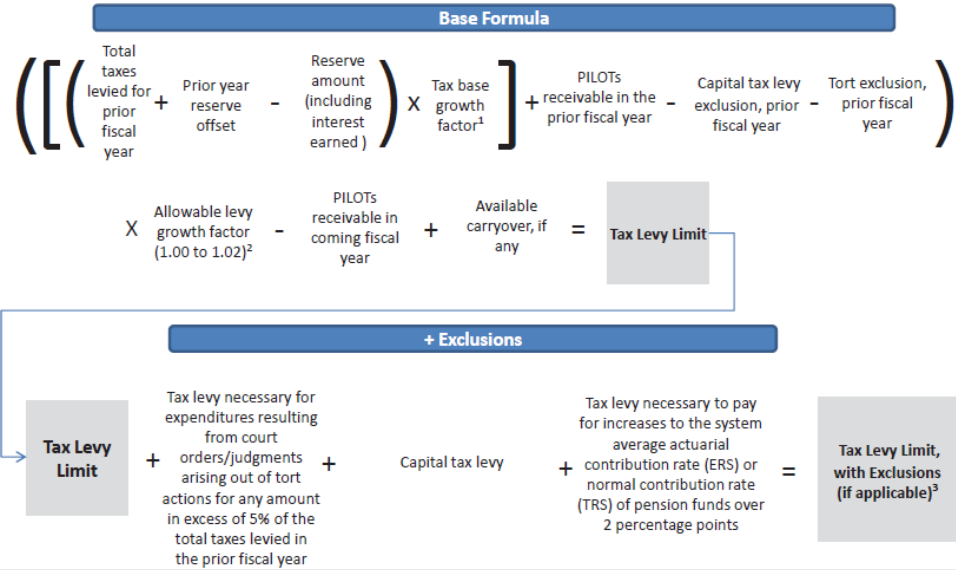 Base Formula
( [ ( Total taxes levied for prior fiscal year + Prior year reserve offset - Reserve amount (including interest earned ) ) X Tax base growth factor¹ ] + PILOTs receivable in the prior fiscal year - Capital tax levy exclusion, prior fiscal year - Tort exclusion, prior fiscal year )
X Allowable levy growth factor (1.00 to 1.02)² - PILOTs receivable in coming fiscal year + Available carryover, if any = Tax Levy Limit
+ Exclusions
Tax Levy Limit + Tax levy necessary for expenditures resulting from court orders/judgments arising out of tort actions for any amount in excess of 5% of the total taxes levied in the prior fiscal year + Capital tax levy + Tax levy necessary to pay for increases to the system average actuarial contribution rate (ERS) or normal contribution rate (TRS) of pension funds over 2 percentage points = Tax Levy Limit, with Exclusions (if applicable)³